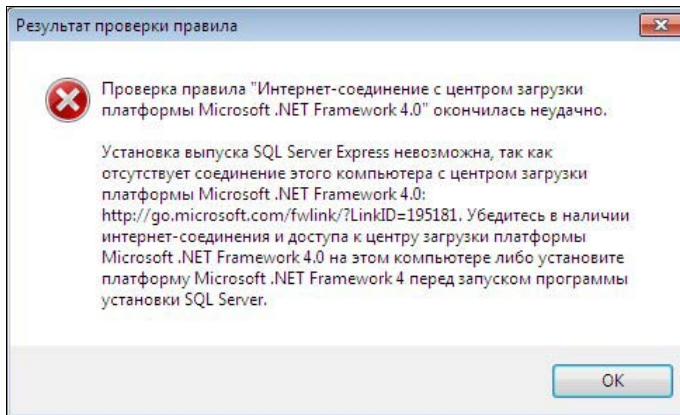 Результат проверки правила
Проверка правила "Интернет-соединение с центром загрузки
платформы Microsoft .NET Framework 4.0" окончилась неудачно.
Установка выпуска SQL Server Express невозможна, так как
отсутствует соединение этого компьютера с центром загрузки
платформы Microsoft .NET Framework 4.0:
http://go.microsoft.com/fwlink/?LinkID=195181. Убедитесь в наличии
интернет-соединения и доступа к центру загрузки платформы
Microsoft .NET Framework 4.0 на этом компьютере либо установите
платформу Microsoft .NET Framework 4 перед запуском программы
установки SQL Server.
OK